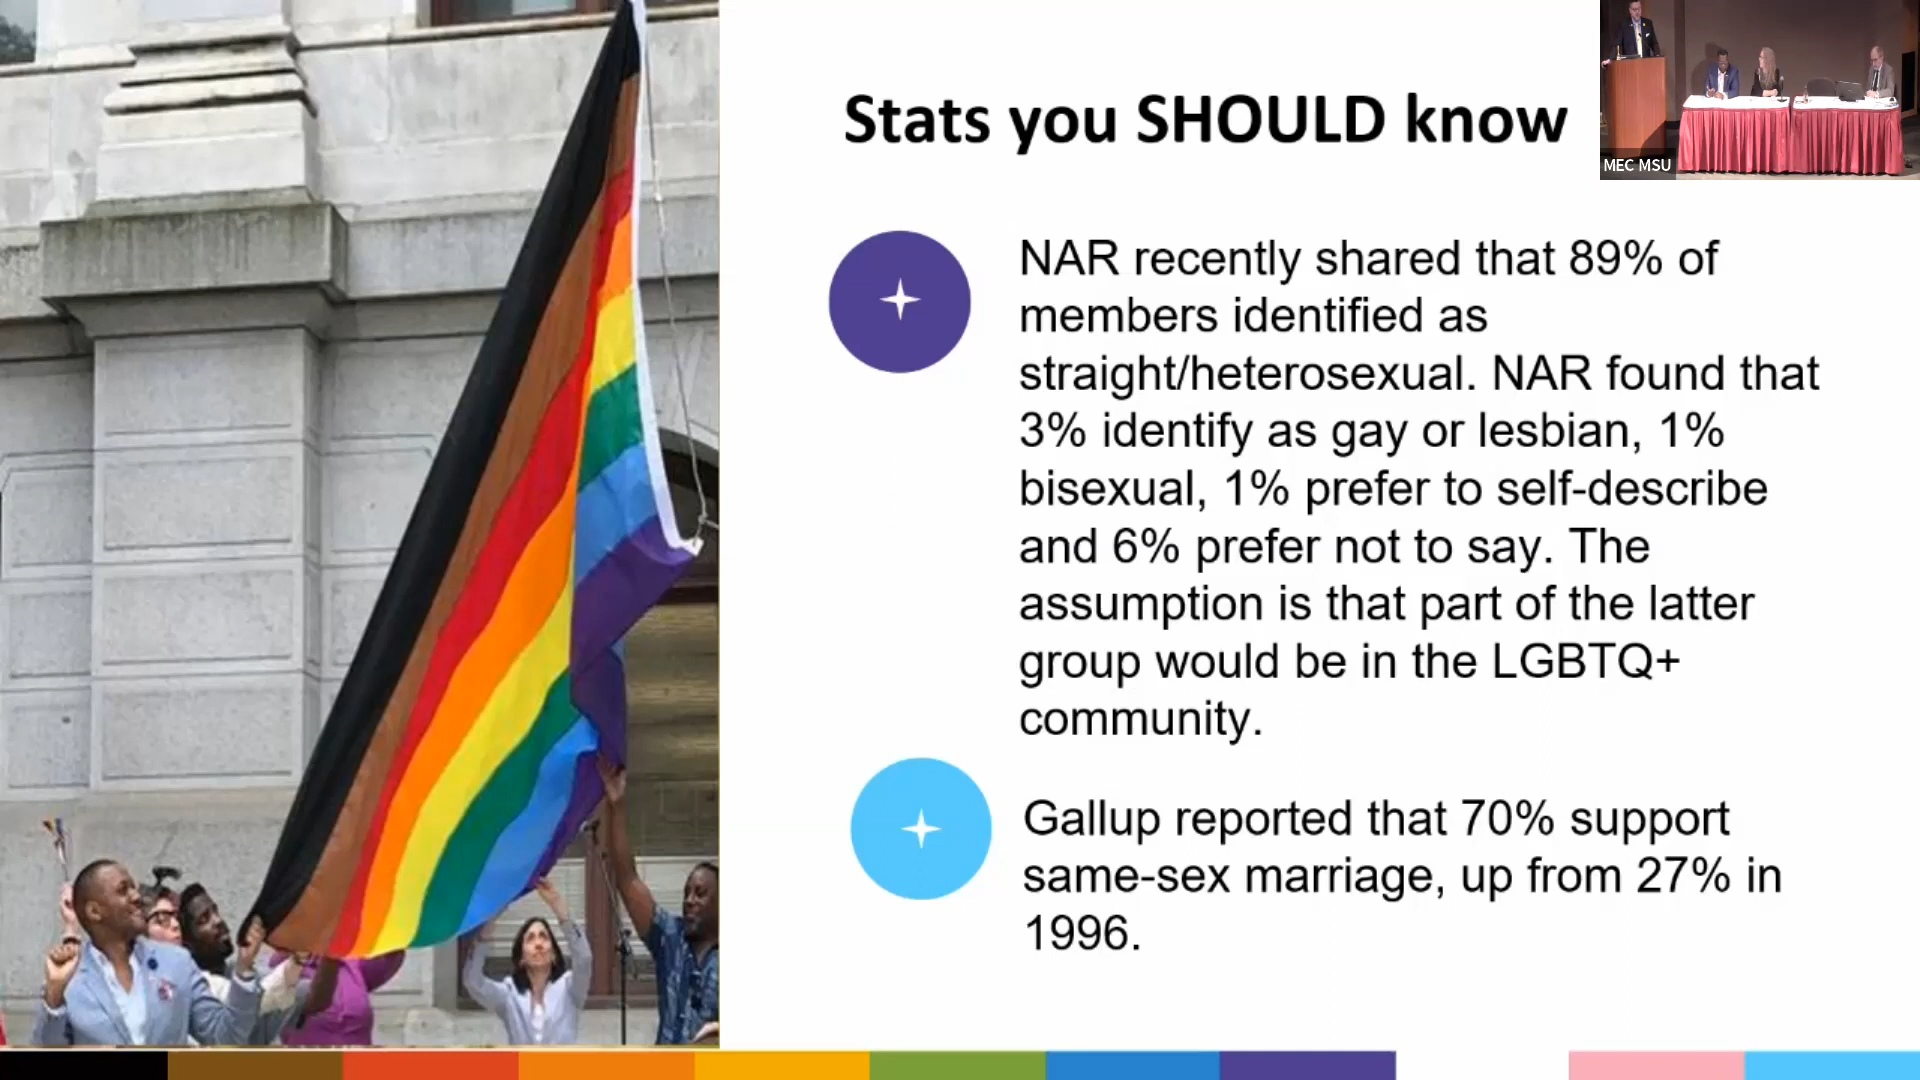 Stats you SHOULD know
MEC MSU
NAR recently shared that 89% of
members identified as
straight/heterosexual. NAR found that
3% identify as gay or lesbian, 1%
bisexual, 1% prefer to self-describe
and 6% prefer not to say. The
assumption is that part of the latter
group would be in the LGBTQ+
community.
Gallup reported that 70% support
same-sex marriage, up from 27% in
1996.